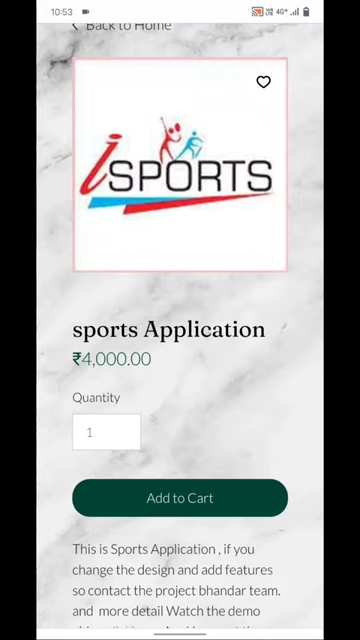 10:53
4G+
Back to Home
iSPORTS
sports Application
₹4,000.00
Quantity
1
Add to Cart
This is Sports Application , if you
change the design and add features
so contact the project bhandar team.
and more detail Watch the demo